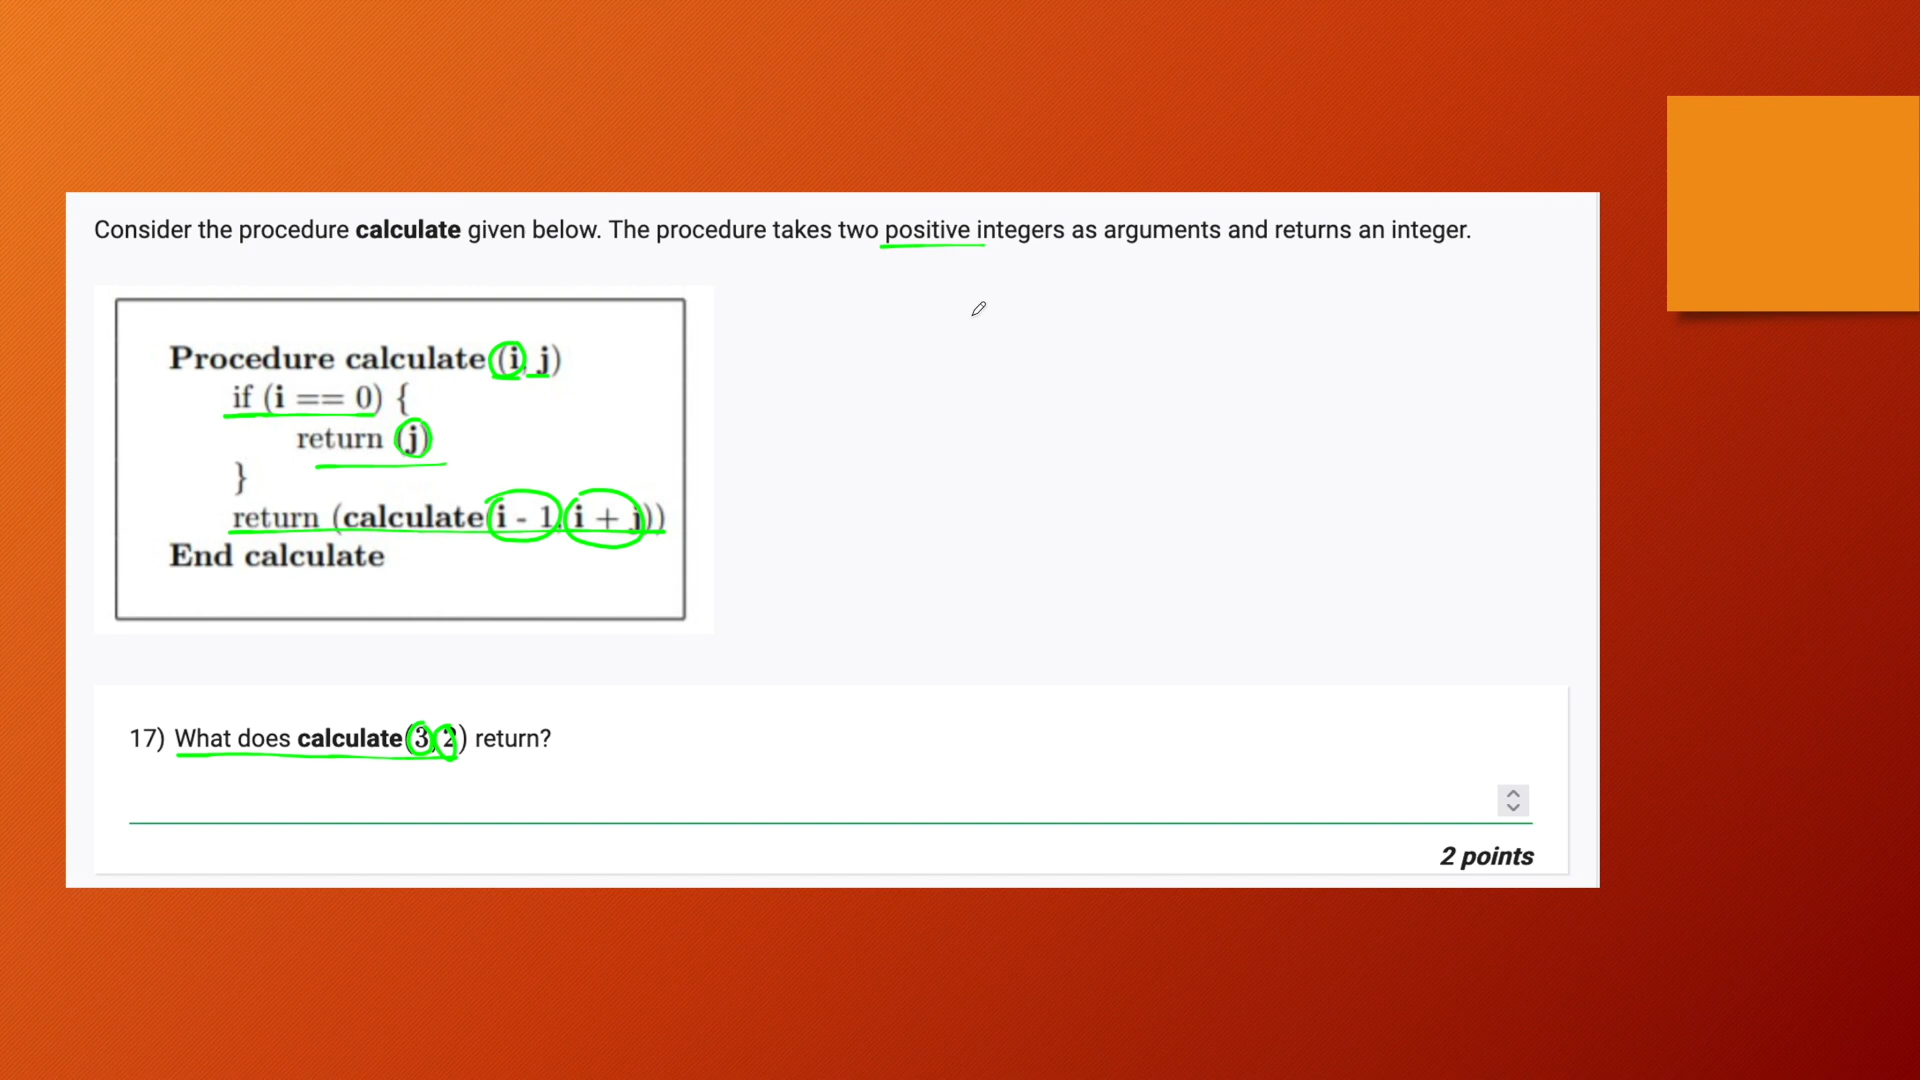 Consider the procedure calculate given below. The procedure takes two positive integers as arguments and returns an integer.
Procedure calculate(i, j)
if (i == 0) {
return (j)
}
return (calculate(i - 1, i + j))
End calculate
17) What does calculate(3, 2) return?
2 points